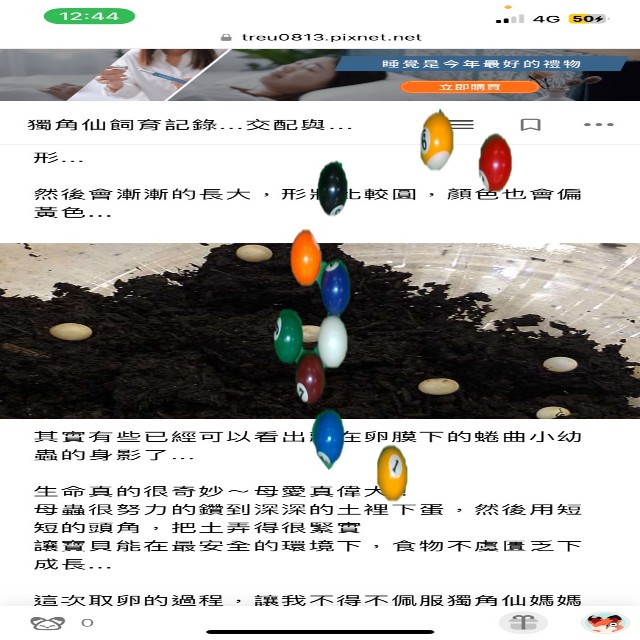 12:44
4G 50
treu0813.pixnet.net
睡覺是今年最好的禮物
立即購買
獨角仙飼育記錄...交配與...
形...
然後會漸漸的長大，形 比較圓，顏色也會偏
黃色...
其實有些已經可以看出 在卵膜下的蜷曲小幼
蟲的身影了...
生命真的很奇妙～母愛真偉大
母蟲很努力的鑽到深深的土裡下蛋，然後用短
短的頭角，把土弄得很緊實
讓寶貝能在最安全的環境下，食物不虞匱乏下
成長...
這次取卵的過程，讓我不得不佩服獨角仙媽媽
0